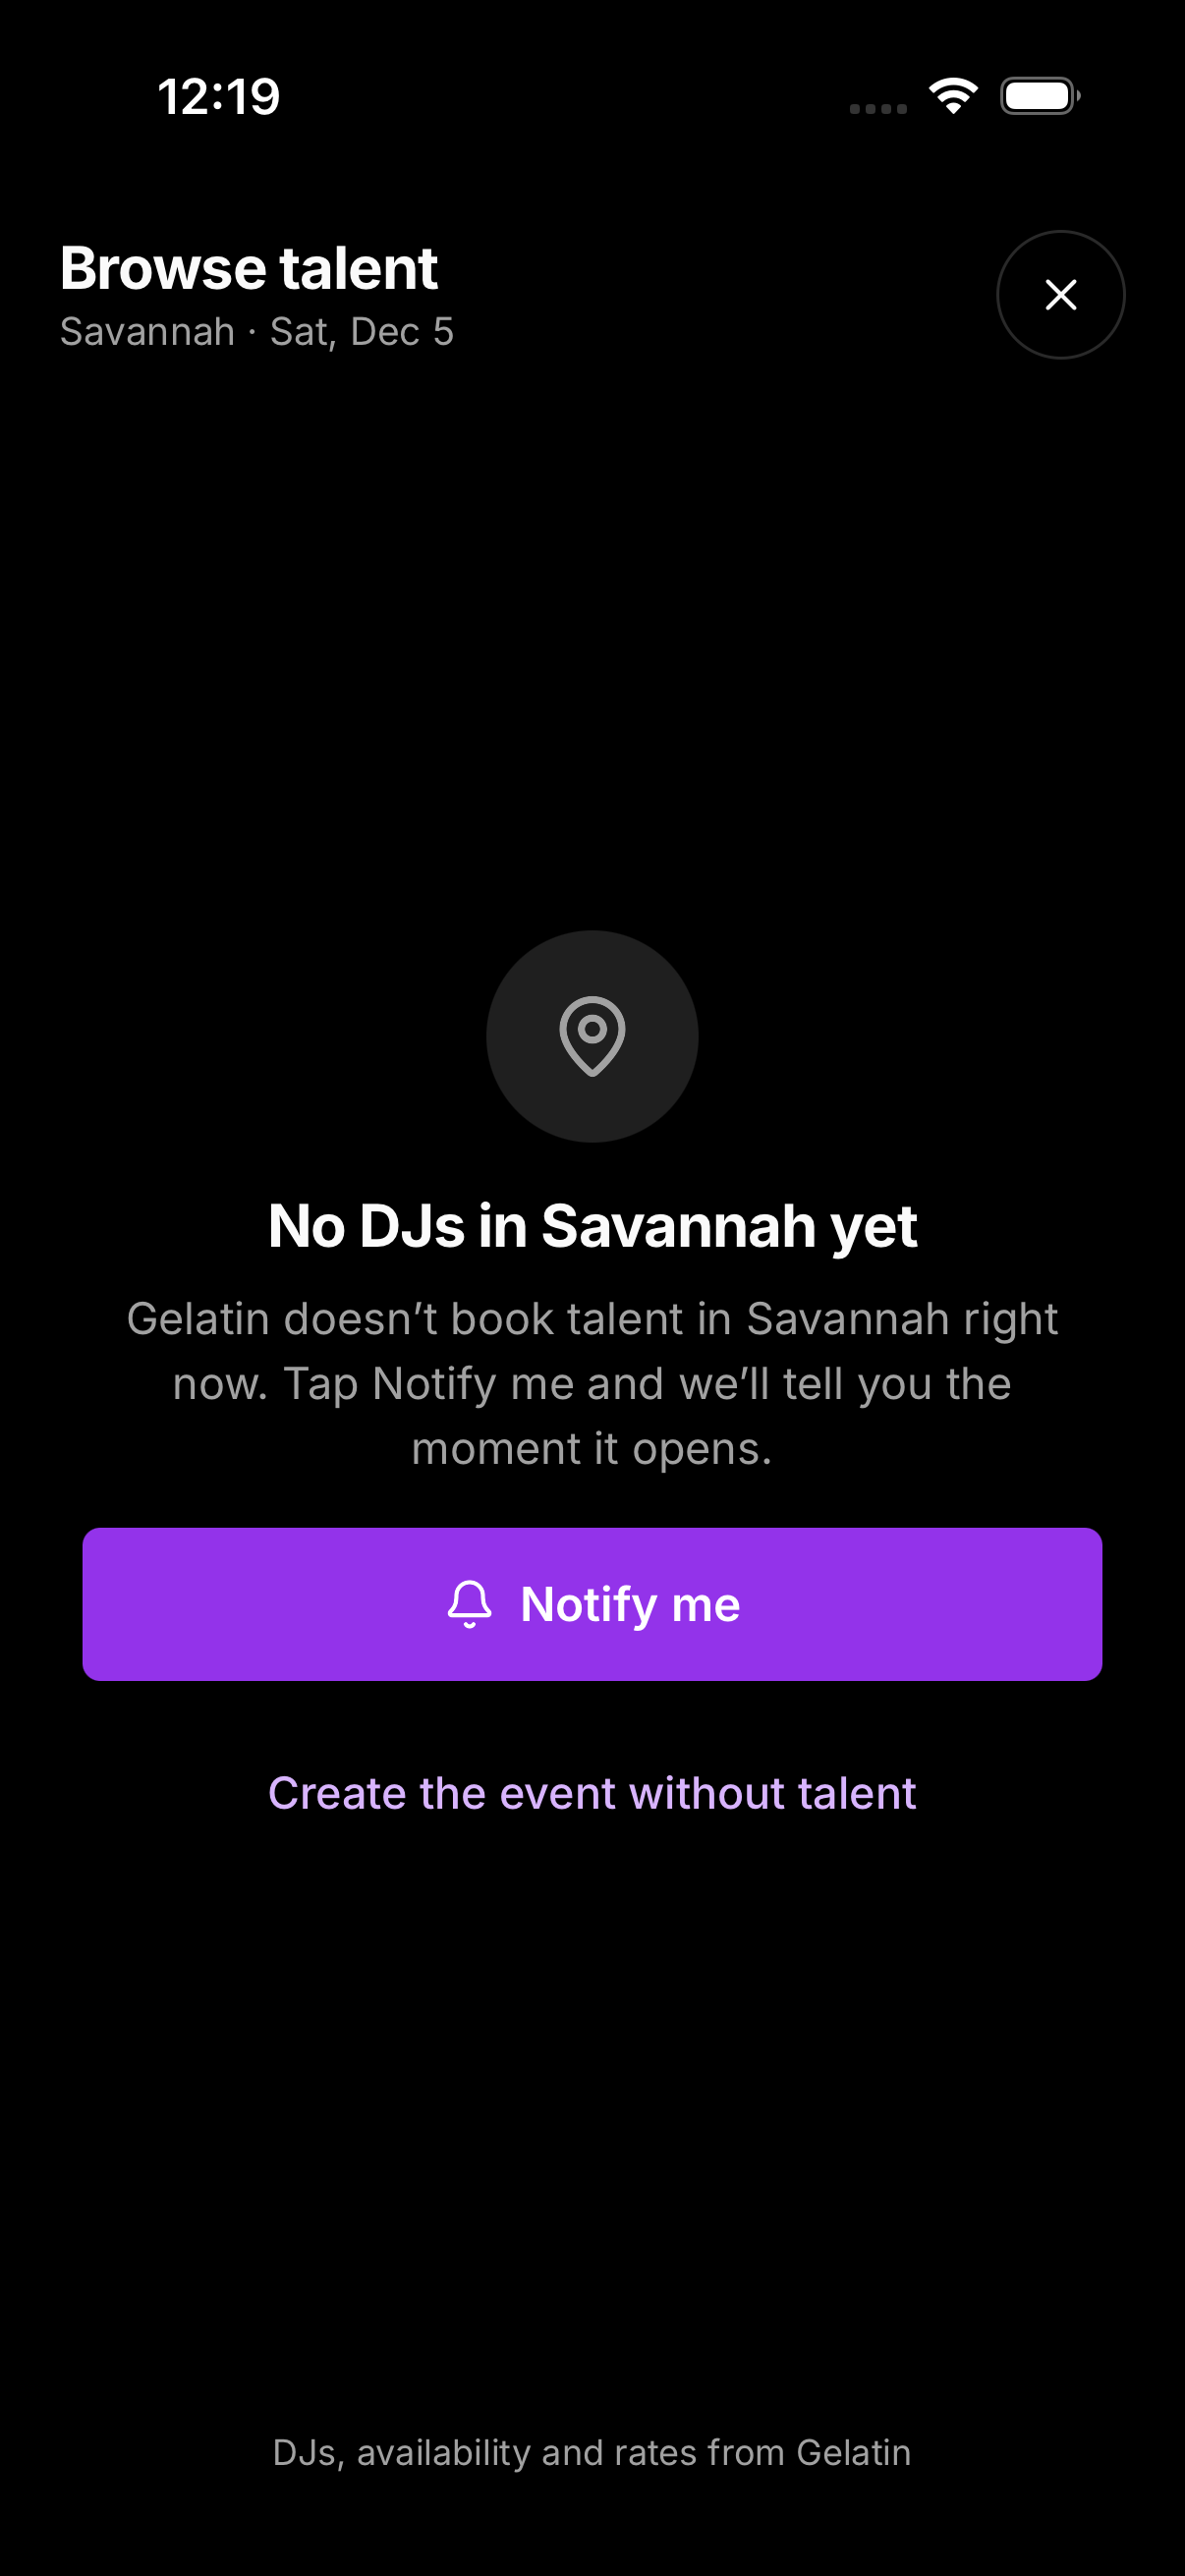 12:19
Browse talent
Savannah · Sat, Dec 5
No DJs in Savannah yet
Gelatin doesn’t book talent in Savannah right
now. Tap Notify me and we’ll tell you the
moment it opens.
Notify me
Create the event without talent
DJs, availability and rates from Gelatin